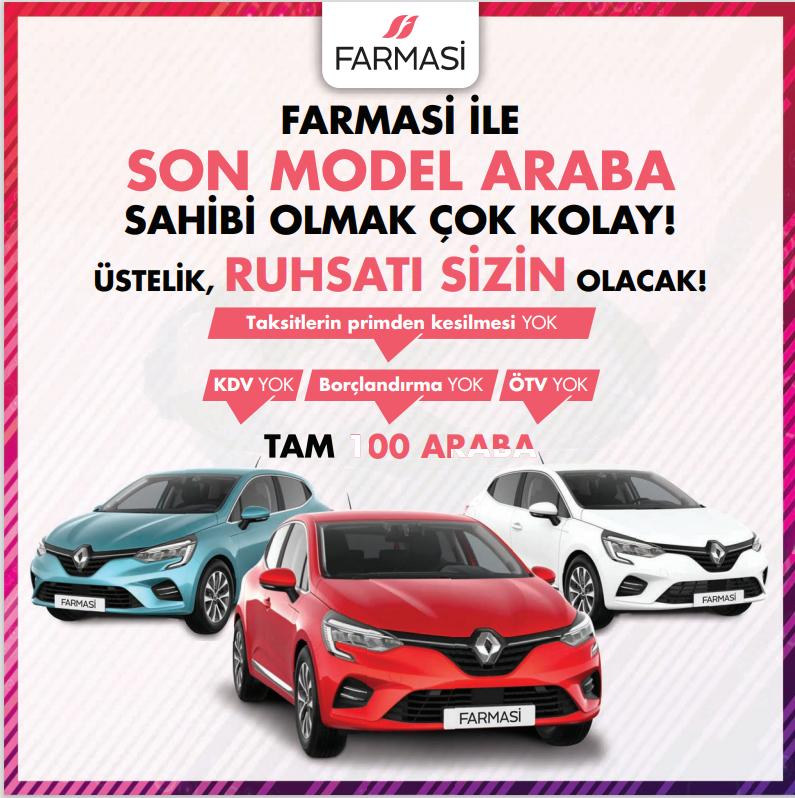 FARMASİ
FARMASİ İLE
SON MODEL ARABA
SAHİBİ OLMAK ÇOK KOLAY!
ÜSTELİK, RUHSATI SİZİN OLACAK!
Taksitlerin primden kesilmesi YOK
KDV YOK Borçlandırma YOK ÖTV YOK
TAM 100 ARABA
FARMASİ
FARMASİ
FARMASİ